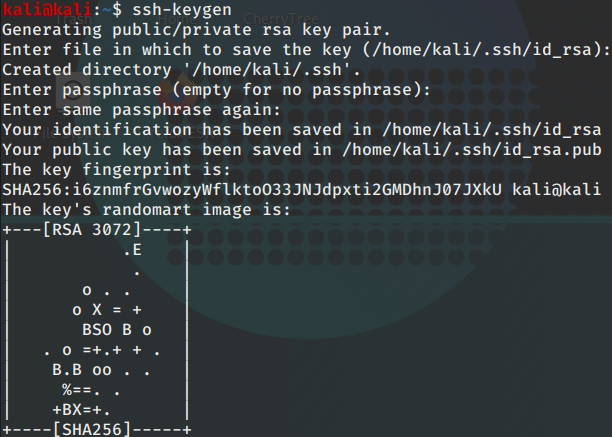 Trash Home CherryTree
kali@kali:~$ ssh-keygen
Generating public/private rsa key pair.
Enter file in which to save the key (/home/kali/.ssh/id_rsa):
Created directory '/home/kali/.ssh'.
Enter passphrase (empty for no passphrase):
Enter same passphrase again:
Your identification has been saved in /home/kali/.ssh/id_rsa
Your public key has been saved in /home/kali/.ssh/id_rsa.pub
The key fingerprint is:
SHA256:i6znmfrGvwozyWflktoO33JNJdpxti2GMDhnJ07JXkU kali@kali
The key's randomart image is:
+---[RSA 3072]----+
|           .E    |
|            .    |
|       o . .     |
|      o X = +    |
|       BSO B o   |
|   . o =+.+ + .  |
|    B.B oo . .   |
|     %==. .      |
|    +BX=+.       |
+----[SHA256]-----+